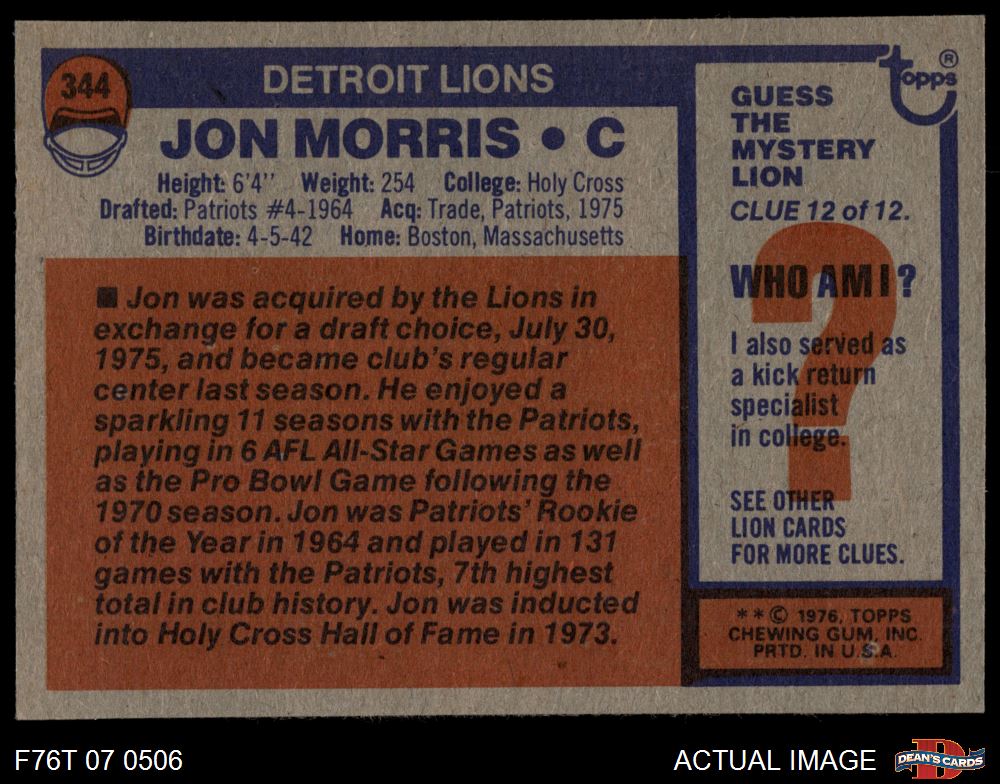 344
DETROIT LIONS
JON MORRIS • C
Height: 6'4'' Weight: 254 College: Holy Cross
Drafted: Patriots #4-1964 Acq: Trade, Patriots, 1975
Birthdate: 4-5-42 Home: Boston, Massachusetts
■ Jon was acquired by the Lions in
exchange for a draft choice, July 30,
1975, and became club's regular
center last season. He enjoyed a
sparkling 11 seasons with the Patriots,
playing in 6 AFL All-Star Games as well
as the Pro Bowl Game following the
1970 season. Jon was Patriots' Rookie
of the Year in 1964 and played in 131
games with the Patriots, 7th highest
total in club history. Jon was inducted
into Holy Cross Hall of Fame in 1973.
topps®
GUESS
THE
MYSTERY
LION
CLUE 12 of 12.
?
WHO AM I?
I also served as
a kick return
specialist
in college.
SEE OTHER
LION CARDS
FOR MORE CLUES.
**© 1976, TOPPS
CHEWING GUM, INC.
PRTD. IN U.S.A.
F76T 07 0506
ACTUAL IMAGE
D
DEAN'S CARDS